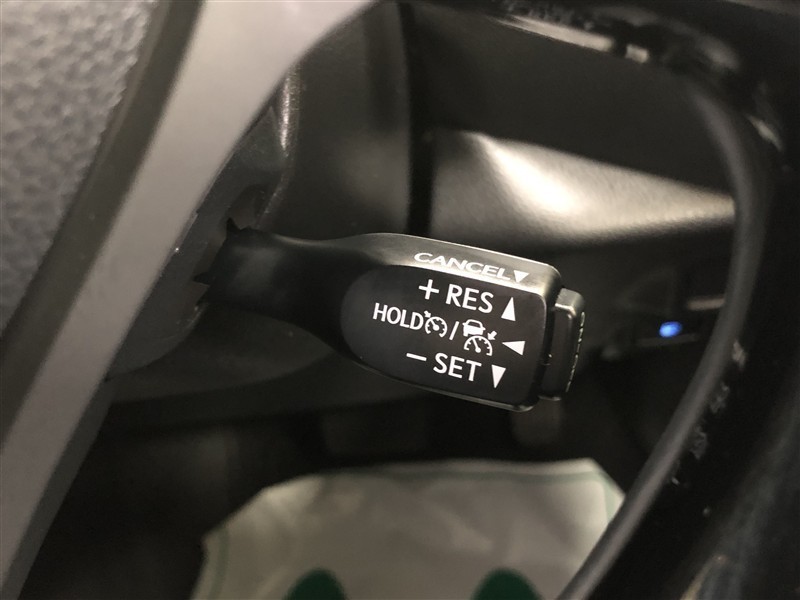 CANCEL▼
+ RES ▲
HOLD / ◀
− SET ▼